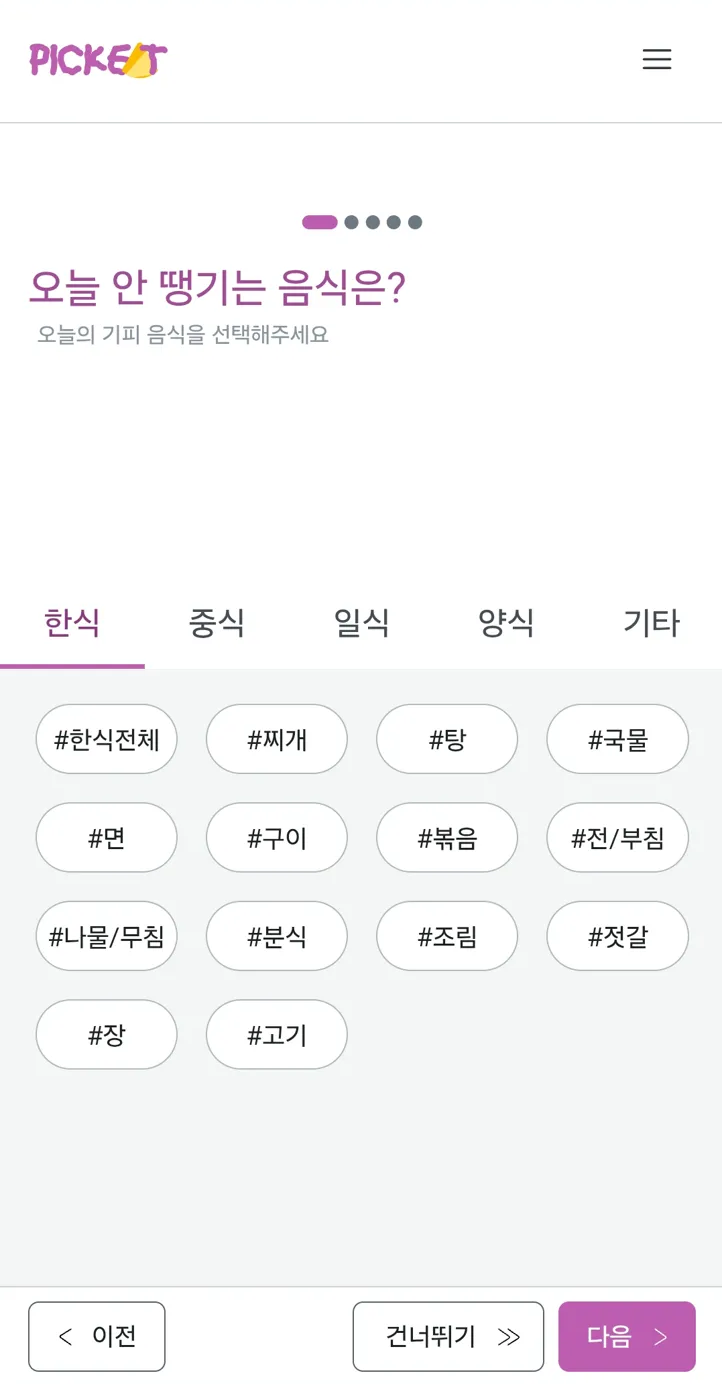 PICKEAT
오늘 안 땡기는 음식은?
오늘의 기피 음식을 선택해주세요
한식 중식 일식 양식 기타
#한식전체 #찌개 #탕 #국물
#면 #구이 #볶음 #전/부침
#나물/무침 #분식 #조림 #젓갈
#장 #고기
< 이전 건너뛰기 >> 다음 >